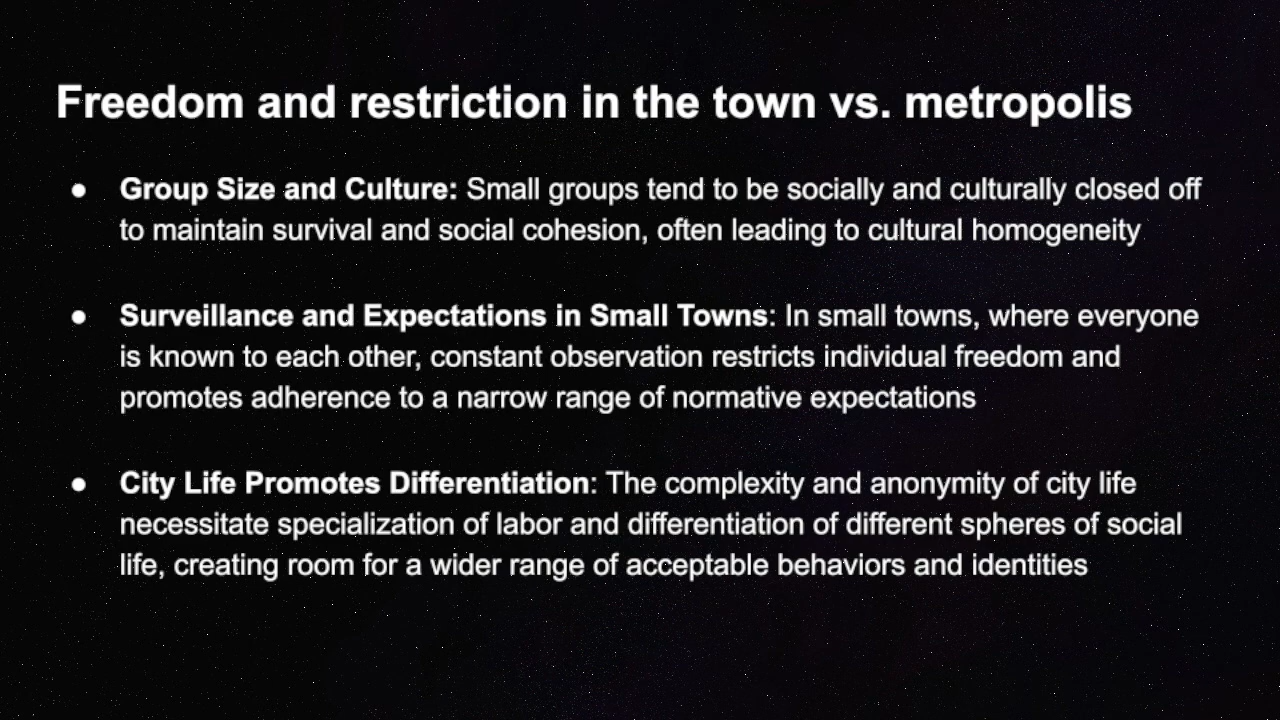 Freedom and restriction in the town vs. metropolis
● Group Size and Culture: Small groups tend to be socially and culturally closed off
to maintain survival and social cohesion, often leading to cultural homogeneity
● Surveillance and Expectations in Small Towns: In small towns, where everyone
is known to each other, constant observation restricts individual freedom and
promotes adherence to a narrow range of normative expectations
● City Life Promotes Differentiation: The complexity and anonymity of city life
necessitate specialization of labor and differentiation of different spheres of social
life, creating room for a wider range of acceptable behaviors and identities